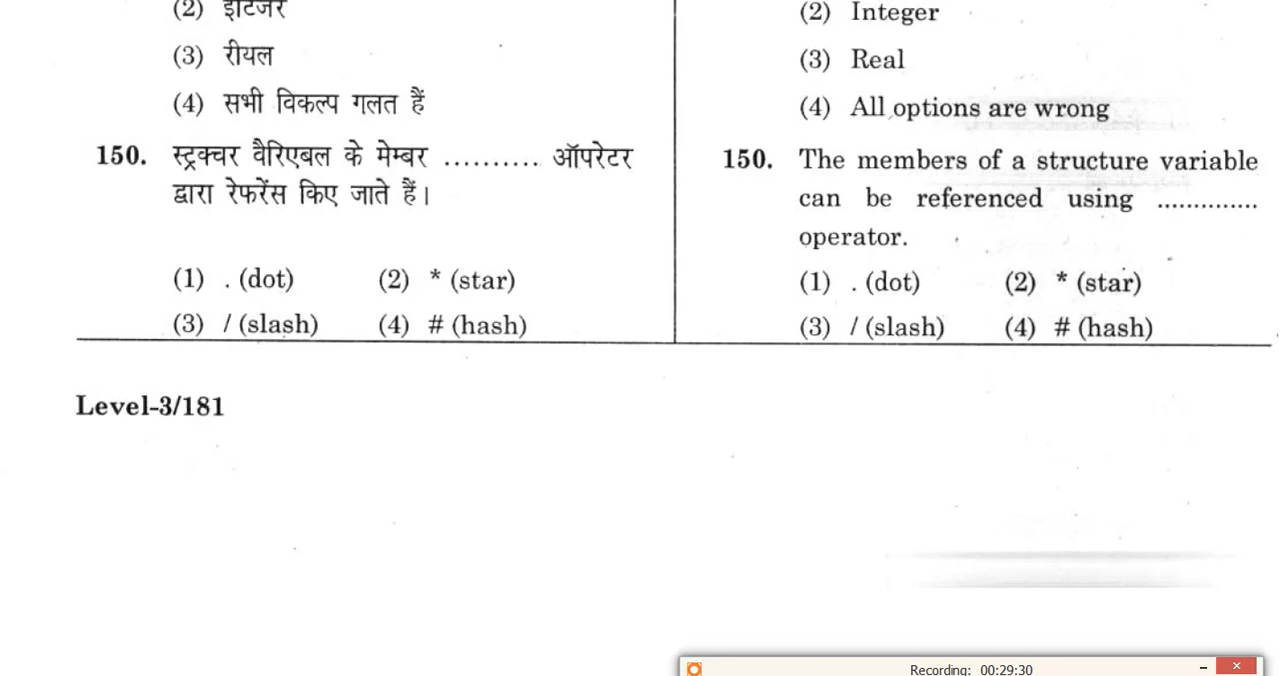 (2) इंटिजर
(3) रीयल
(4) सभी विकल्प गलत हैं
150. स्ट्रक्चर वैरिएबल के मेम्बर .......... ऑपरेटर
द्वारा रेफरेंस किए जाते हैं।
(1) . (dot) (2) * (star)
(3) / (slash) (4) # (hash)
(2) Integer
(3) Real
(4) All options are wrong
150. The members of a structure variable
can be referenced using ..............
operator.
(1) . (dot) (2) * (star)
(3) / (slash) (4) # (hash)
Level-3/181
Recording: 00:29:30